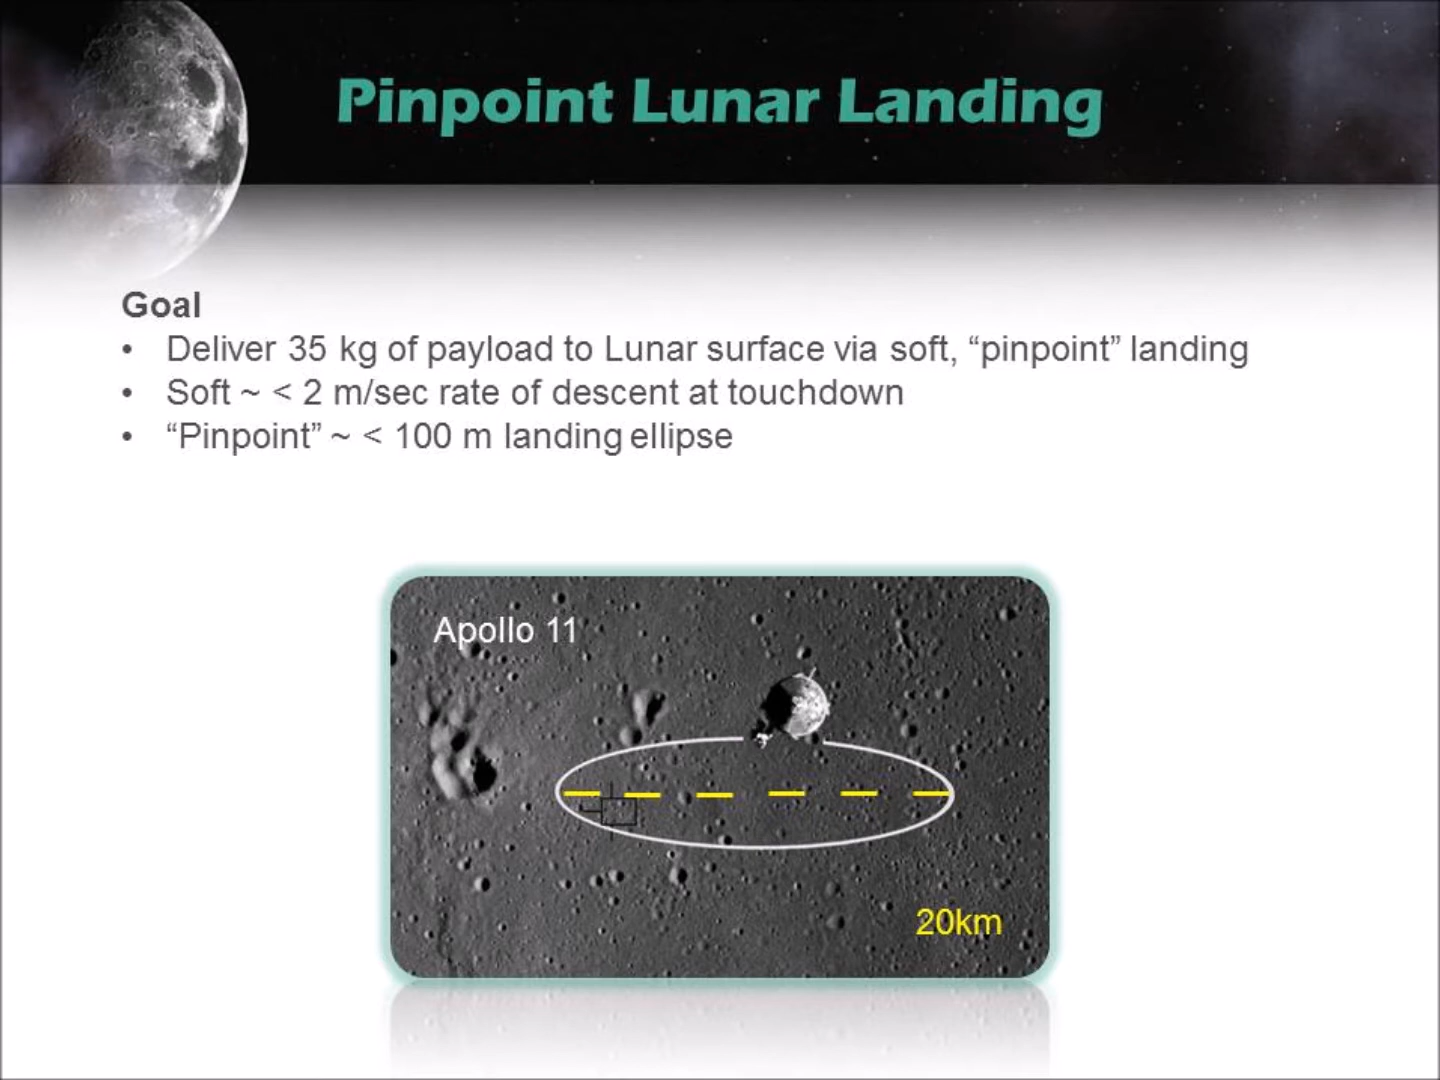 Pinpoint Lunar Landing
Goal
• Deliver 35 kg of payload to Lunar surface via soft, “pinpoint” landing
• Soft ~ < 2 m/sec rate of descent at touchdown
• “Pinpoint” ~ < 100 m landing ellipse
Apollo 11
20km